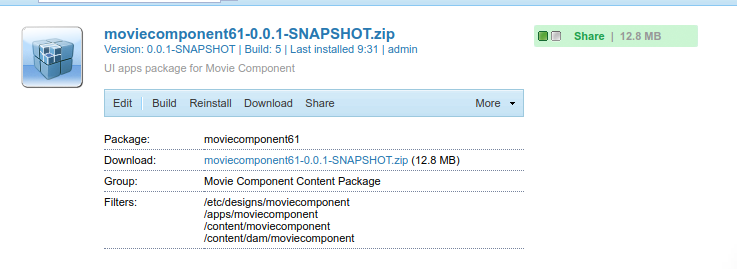 moviecomponent61-0.0.1-SNAPSHOT.zip
Share | 12.8 MB
Version: 0.0.1-SNAPSHOT | Build: 5 | Last installed 9:31 | admin
UI apps package for Movie Component
Edit Build Reinstall Download Share More
Package: moviecomponent61
Download: moviecomponent61-0.0.1-SNAPSHOT.zip (12.8 MB)
Group: Movie Component Content Package
Filters: /etc/designs/moviecomponent
/apps/moviecomponent
/content/moviecomponent
/content/dam/moviecomponent